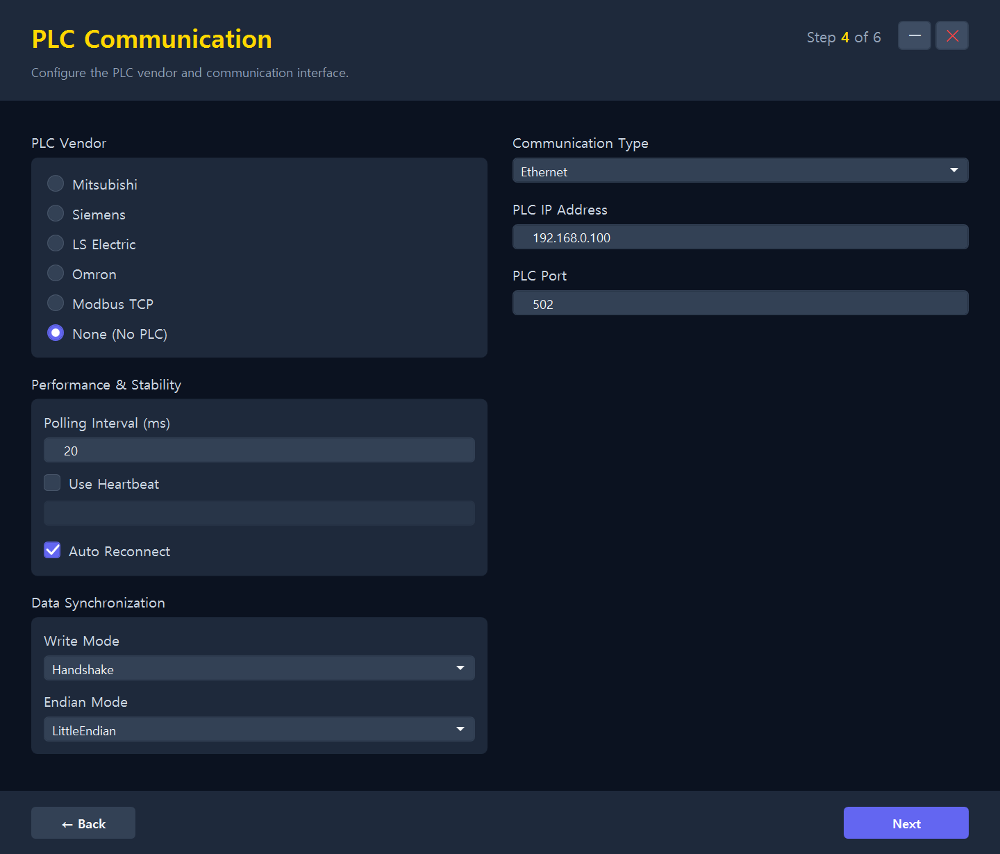 PLC Communication
Step 4 of 6
Configure the PLC vendor and communication interface.
PLC Vendor
Mitsubishi
Siemens
LS Electric
Omron
Modbus TCP
None (No PLC)
Performance & Stability
Polling Interval (ms)
20
Use Heartbeat
Auto Reconnect
Data Synchronization
Write Mode
Handshake
Endian Mode
LittleEndian
Communication Type
Ethernet
PLC IP Address
192.168.0.100
PLC Port
502
← Back
Next